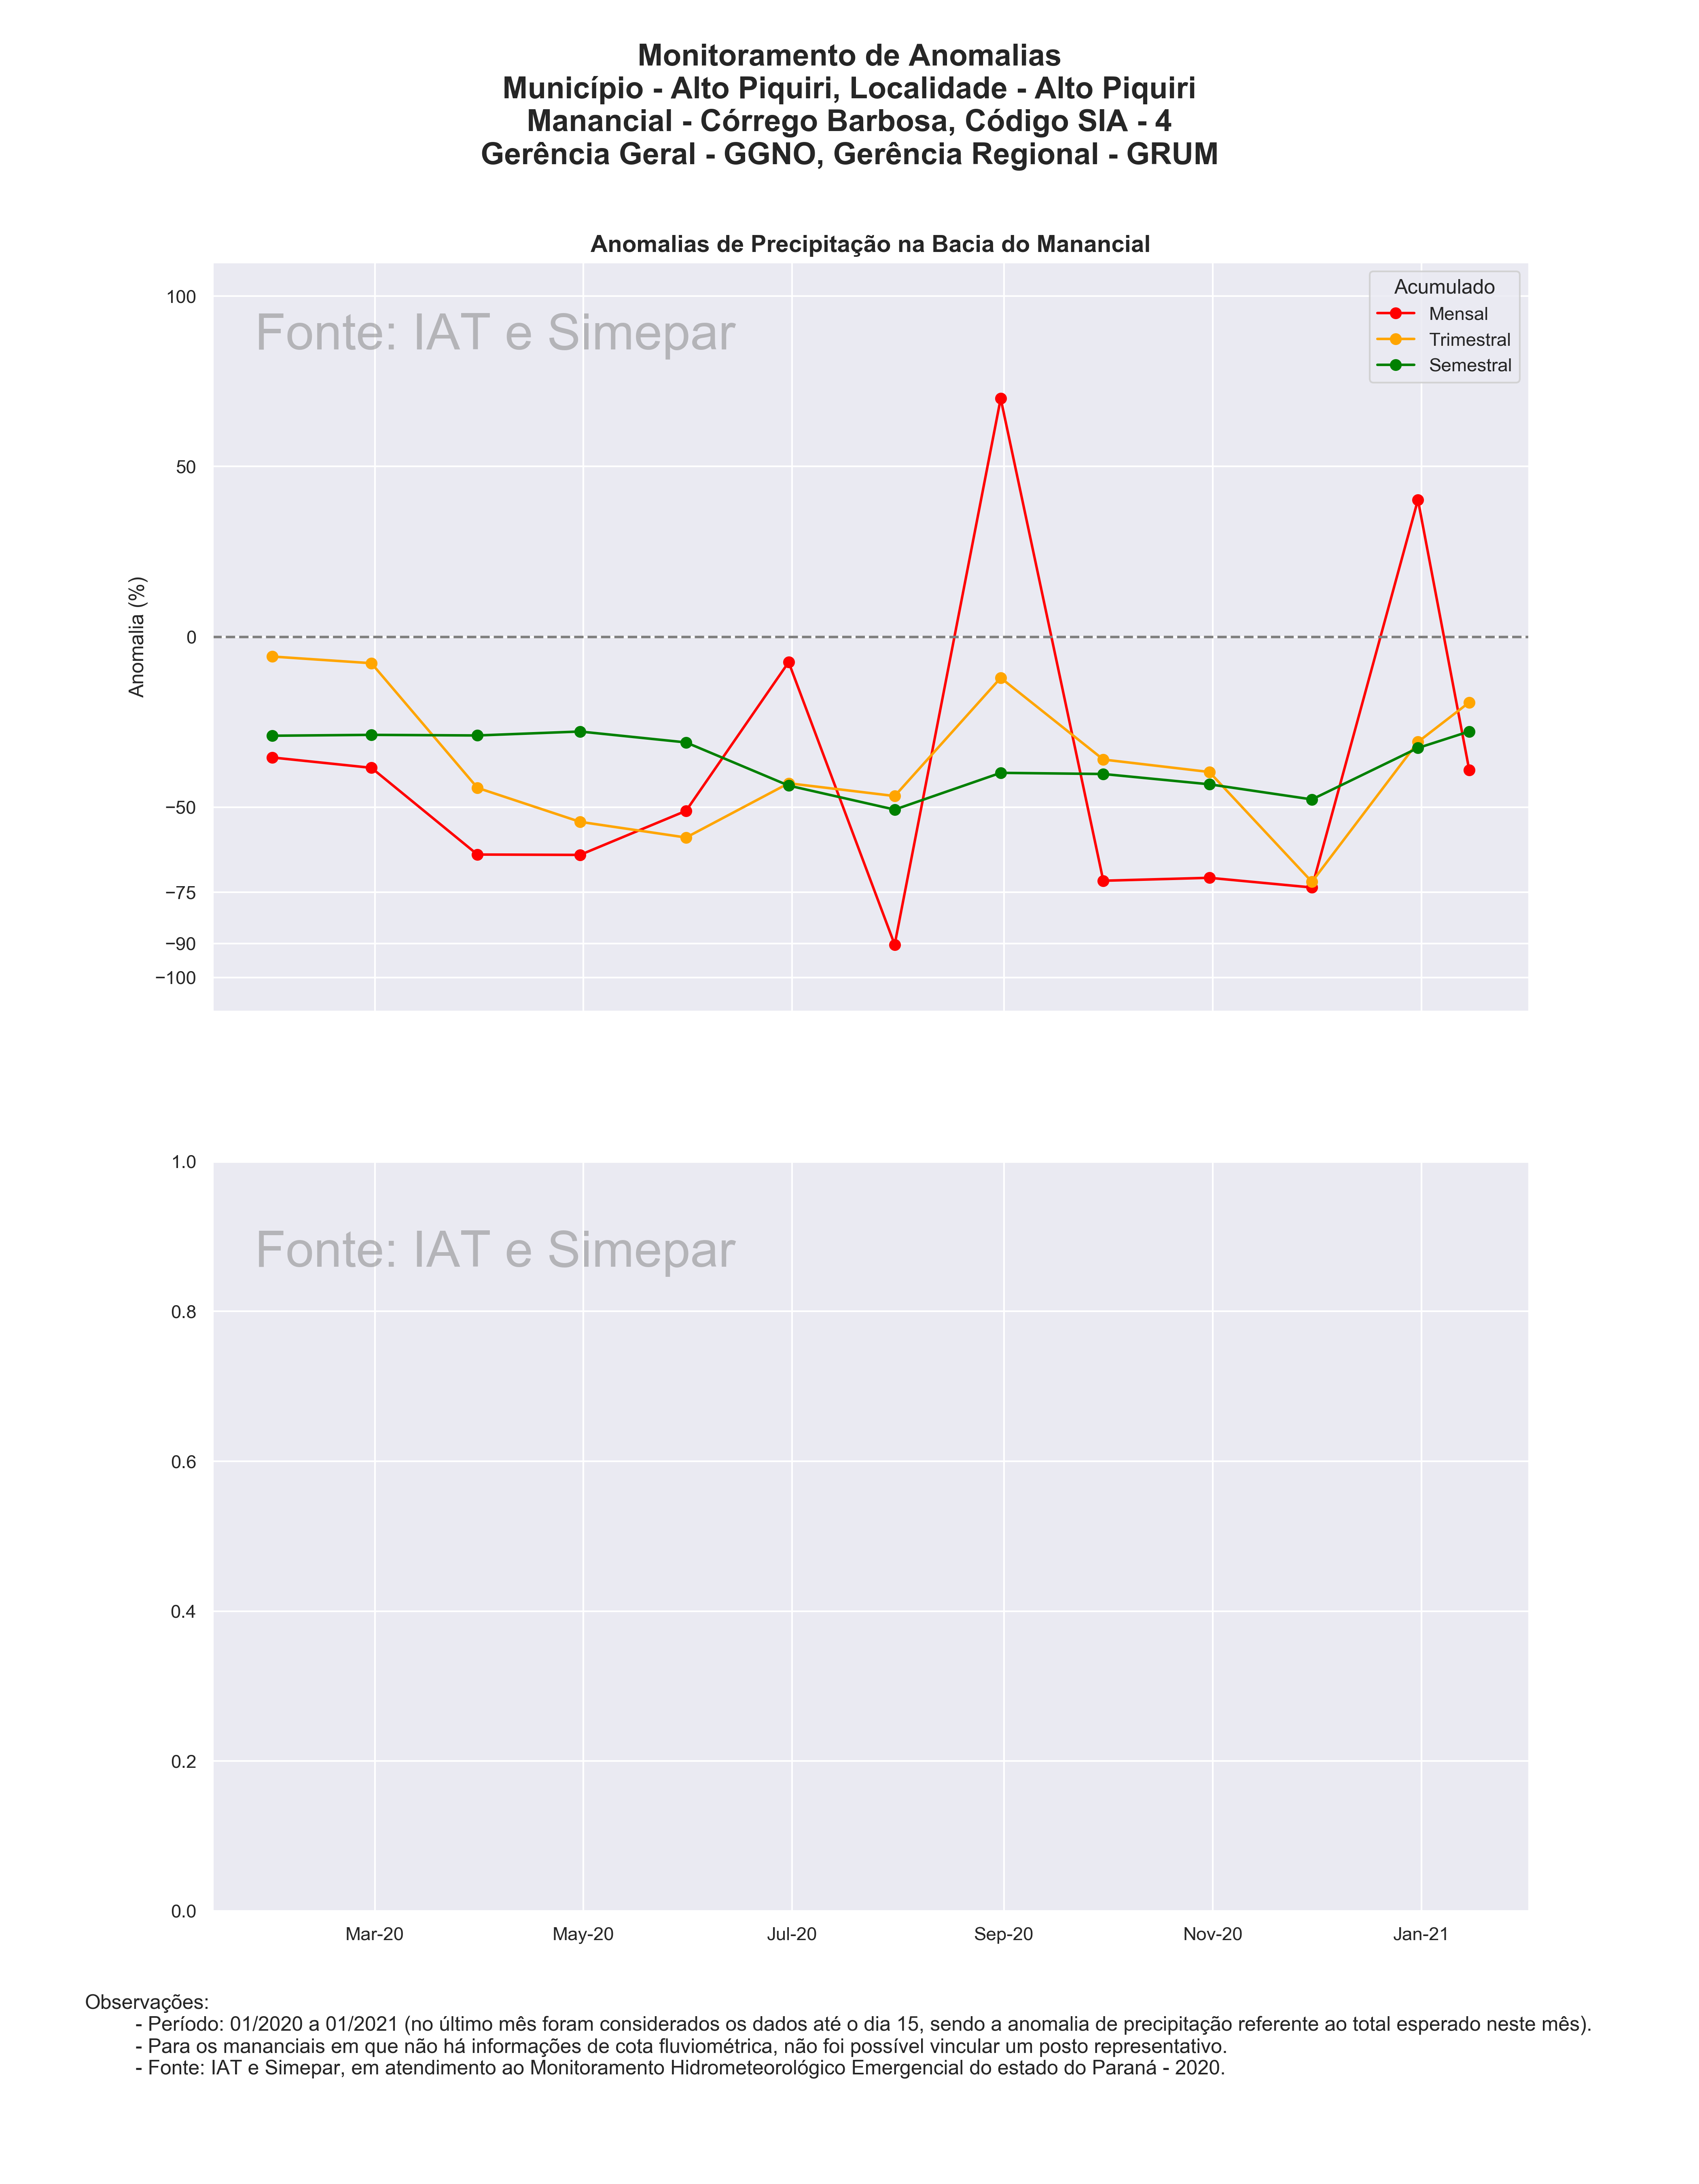 Monitoramento de Anomalias
Município - Alto Piquiri, Localidade - Alto Piquiri
Manancial - Córrego Barbosa, Código SIA - 4
Gerência Geral - GGNO, Gerência Regional - GRUM
Anomalias de Precipitação na Bacia do Manancial
Fonte: IAT e Simepar
Acumulado
Mensal
Trimestral
Semestral
Anomalia (%)
100
50
0
−50
−75
−90
−100
Fonte: IAT e Simepar
1.0
0.8
0.6
0.4
0.2
0.0
Mar-20 May-20 Jul-20 Sep-20 Nov-20 Jan-21
Observações:
- Período: 01/2020 a 01/2021 (no último mês foram considerados os dados até o dia 15, sendo a anomalia de precipitação referente ao total esperado neste mês).
- Para os mananciais em que não há informações de cota fluviométrica, não foi possível vincular um posto representativo.
- Fonte: IAT e Simepar, em atendimento ao Monitoramento Hidrometeorológico Emergencial do estado do Paraná - 2020.